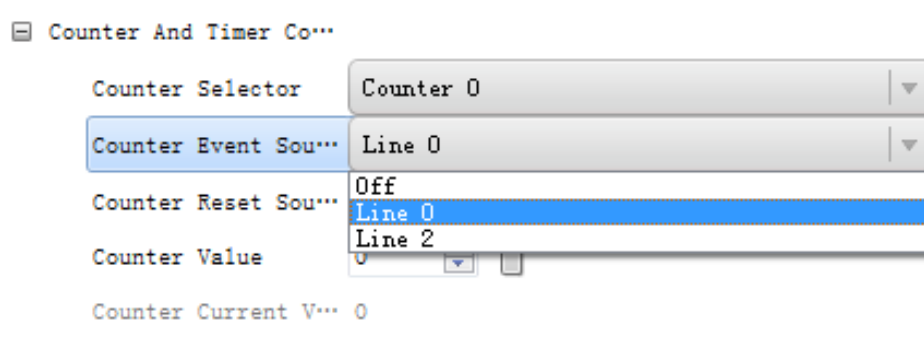 Counter And Timer Co…
Counter Selector Counter 0
Counter Event Sou… Line 0
Off
Counter Reset Sou… Line 0
Line 2
Counter Value 0
Counter Current V… 0